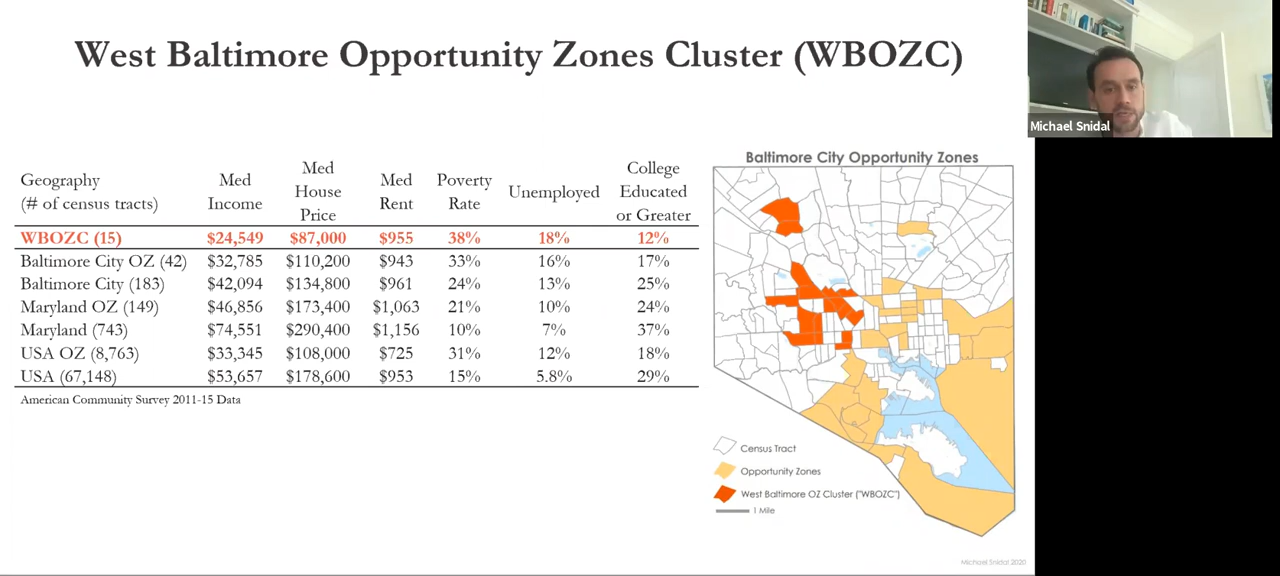 West Baltimore Opportunity Zones Cluster (WBOZC)
Michael Snidal
Geography (# of census tracts) Med Income Med House Price Med Rent Poverty Rate Unemployed College Educated or Greater
WBOZC (15) $24,549 $87,000 $955 38% 18% 12%
Baltimore City OZ (42) $32,785 $110,200 $943 33% 16% 17%
Baltimore City (183) $42,094 $134,800 $961 24% 13% 25%
Maryland OZ (149) $46,856 $173,400 $1,063 21% 10% 24%
Maryland (743) $74,551 $290,400 $1,156 10% 7% 37%
USA OZ (8,763) $33,345 $108,000 $725 31% 12% 18%
USA (67,148) $53,657 $178,600 $953 15% 5.8% 29%
American Community Survey 2011-15 Data
Baltimore City Opportunity Zones
Census Tract
Opportunity Zones
West Baltimore OZ Cluster ("WBOZC")
1 Mile
Michael Snidal 2020